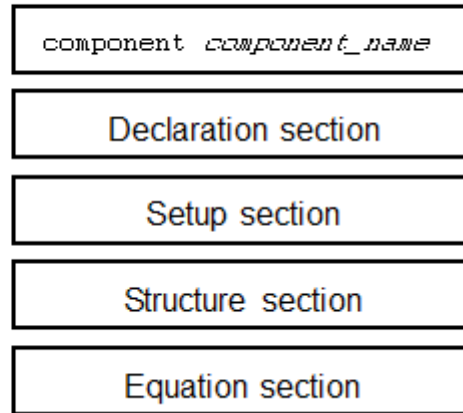 component component_name
Declaration section
Setup section
Structure section
Equation section